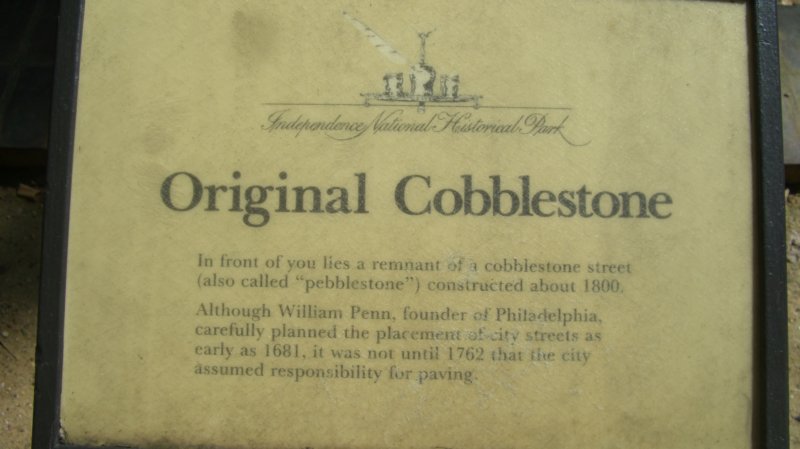 Independence National Historical Park
Original Cobblestone
In front of you lies a remnant of a cobblestone street
(also called “pebblestone”) constructed about 1800.
Although William Penn, founder of Philadelphia,
carefully planned the placement of city streets as
early as 1681, it was not until 1762 that the city
assumed responsibility for paving.